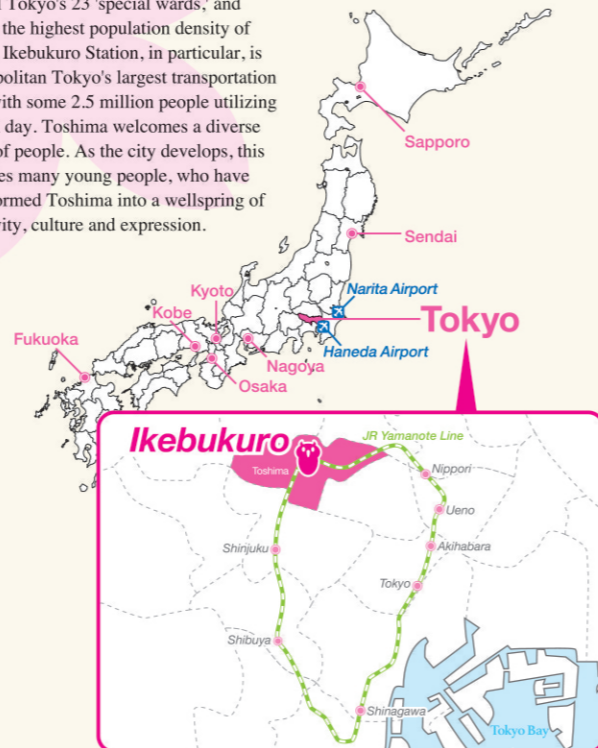 Tokyo's 23 'special wards,' and
the highest population density of
Ikebukuro Station, in particular, is
politan Tokyo's largest transportation
with some 2.5 million people utilizing
day. Toshima welcomes a diverse
of people. As the city develops, this
es many young people, who have
ormed Toshima into a wellspring of
vity, culture and expression.
Sapporo
Sendai
Narita Airport
Tokyo
Haneda Airport
Kyoto
Kobe
Fukuoka
Nagoya
Osaka
Ikebukuro
JR Yamanote Line
Toshima
Nippori
Ueno
Shinjuku
Akihabara
Tokyo
Shibuya
Shinagawa
Tokyo Bay